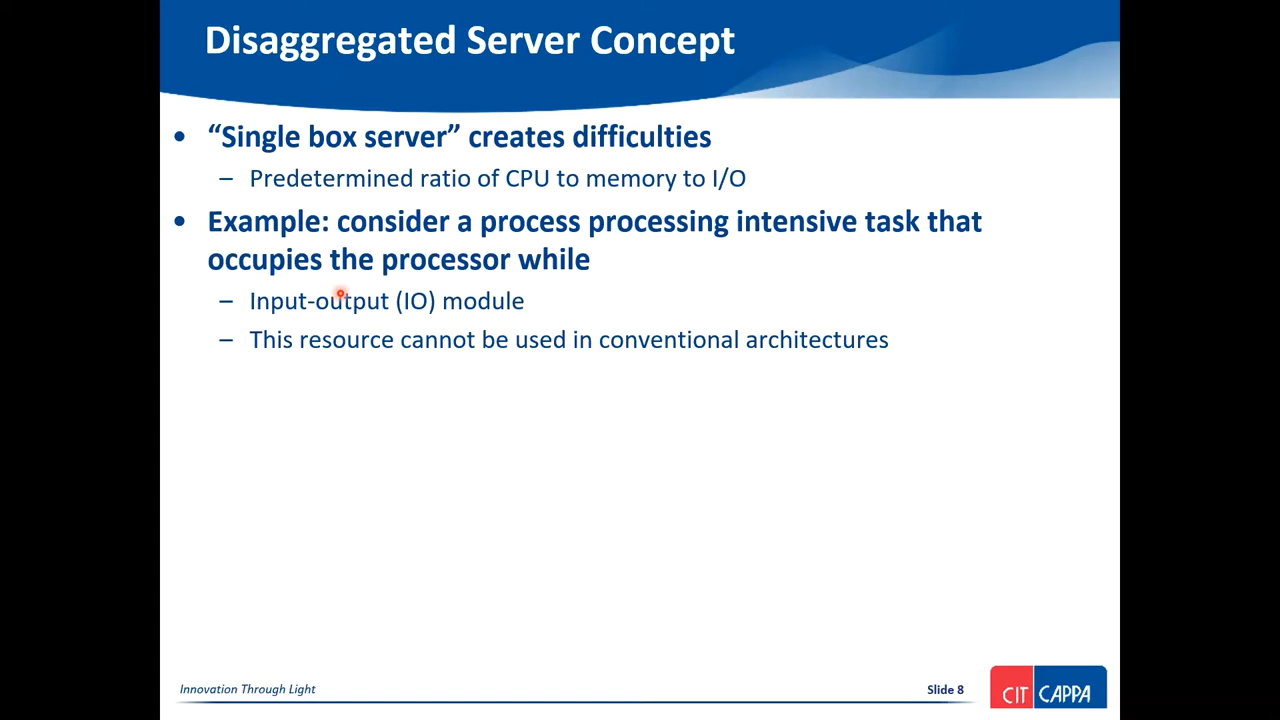 Disaggregated Server Concept
• “Single box server” creates difficulties
– Predetermined ratio of CPU to memory to I/O
• Example: consider a process processing intensive task that
occupies the processor while
– Input-output (IO) module
– This resource cannot be used in conventional architectures
Innovation Through Light
Slide 8
CIT CAPPA